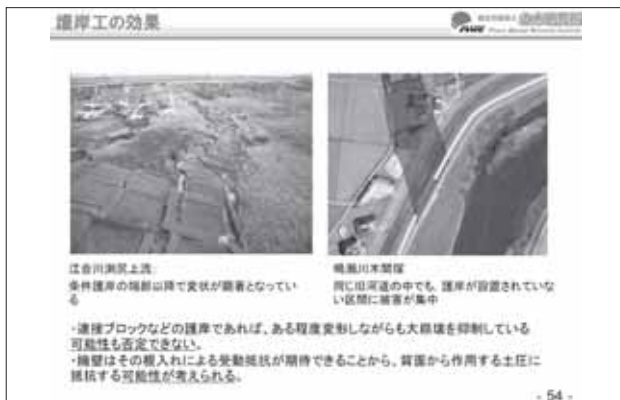 護岸工の効果
江合川渕尻上流:
条件護岸の端部以降で変状が顕著となってい
る
鳴瀬川木間塚
同じ旧河道の中でも、護岸が設置されていな
い区間に被害が集中
・連接ブロックなどの護岸であれば、ある程度変形しながらも大崩壊を抑制している
可能性も否定できない。
・擁壁はその根入れによる受動抵抗が期待できることから、背面から作用する土圧に
抵抗する可能性が考えられる。
- 54 -